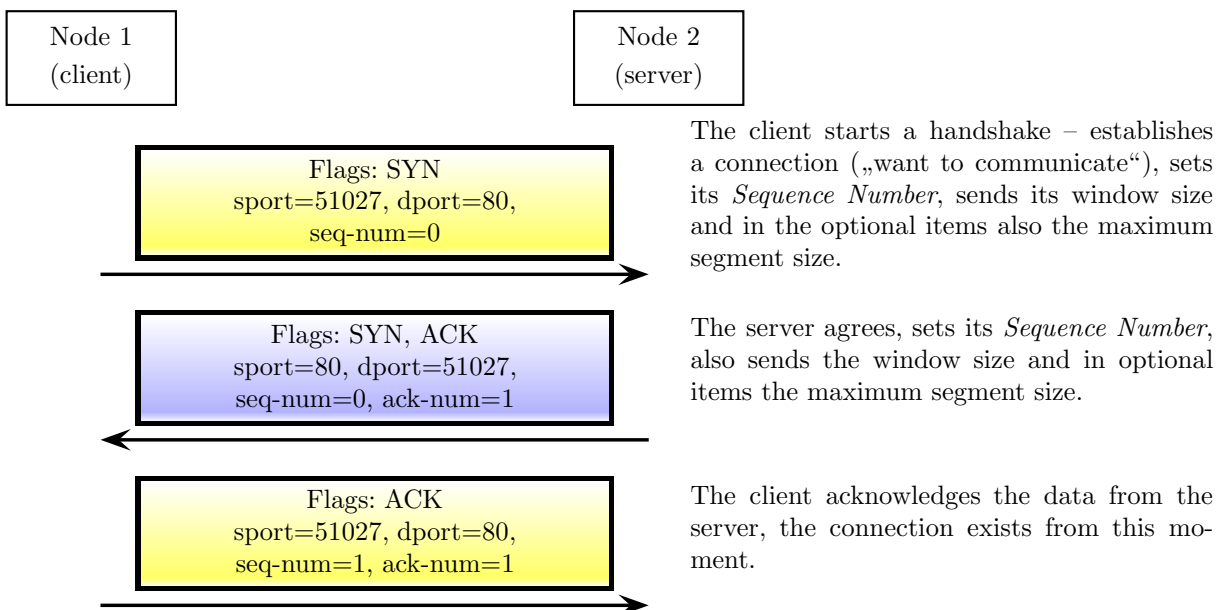 Node 1
(client)
Node 2
(server)
Flags: SYN
sport=51027, dport=80,
seq-num=0
The client starts a handshake – establishes
a connection („want to communicate“), sets
its Sequence Number, sends its window size
and in the optional items also the maximum
segment size.
Flags: SYN, ACK
sport=80, dport=51027,
seq-num=0, ack-num=1
The server agrees, sets its Sequence Number,
also sends the window size and in optional
items the maximum segment size.
Flags: ACK
sport=51027, dport=80,
seq-num=1, ack-num=1
The client acknowledges the data from the
server, the connection exists from this mo-
ment.